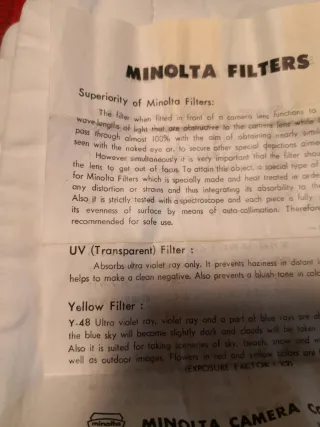 MINOLTA FILTERS
Superiority of Minolta Filters:
The filter when fitted in front of a camera lens functions to
wave-lengths of light that are obstructive to the camera lens while
pass through almost 100% with the aim of obtaining nearly
seen with the naked eye or, to secure other special depictions aimed
However simultaneously it is very important that the filter shou
the lens to get out of focus. To attain this object, a special type of
for Minolta Filters which is specially made and heat treated in order
any distortion or strains and thus integrating its absorbability to th
Also it is strictly tested with a spectroscope and each piece is fully
its evenness of surface by means of auto-collimation. Therefore
recommended for safe use.
UV (Transparent) Filter :
Absorbs ultra violet ray only. It prevents haziness in distant
helps to make a clean negative. Also prevents a bluish tone in colo
Yellow Filter :
Y-48 Ultra violet ray, violet ray and a part of blue rays are ab
the blue sky will become slightly dark and clouds will be taken
Also it is suited for taking sceneries of sky, beach, snow and
well as outdoor images. Flowers in red and yellow colors are
(EXPOSURE FACTOR
minolta
MINOLTA CAMERA Co